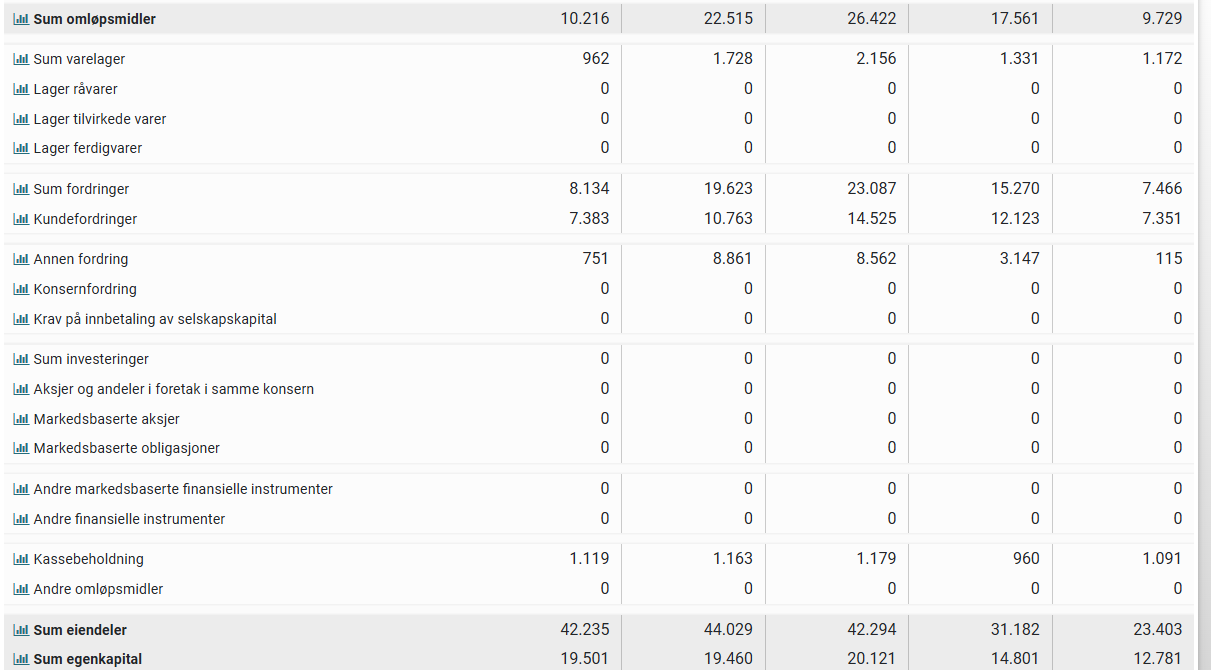 Sum omløpsmidler 10.216 22.515 26.422 17.561 9.729
Sum varelager 962 1.728 2.156 1.331 1.172
Lager råvarer 0 0 0 0 0
Lager tilvirkede varer 0 0 0 0 0
Lager ferdigvarer 0 0 0 0 0
Sum fordringer 8.134 19.623 23.087 15.270 7.466
Kundefordringer 7.383 10.763 14.525 12.123 7.351
Annen fordring 751 8.861 8.562 3.147 115
Konsernfordring 0 0 0 0 0
Krav på innbetaling av selskapskapital 0 0 0 0 0
Sum investeringer 0 0 0 0 0
Aksjer og andeler i foretak i samme konsern 0 0 0 0 0
Markedsbaserte aksjer 0 0 0 0 0
Markedsbaserte obligasjoner 0 0 0 0 0
Andre markedsbaserte finansielle instrumenter 0 0 0 0 0
Andre finansielle instrumenter 0 0 0 0 0
Kassebeholdning 1.119 1.163 1.179 960 1.091
Andre omløpsmidler 0 0 0 0 0
Sum eiendeler 42.235 44.029 42.294 31.182 23.403
Sum egenkapital 19.501 19.460 20.121 14.801 12.781